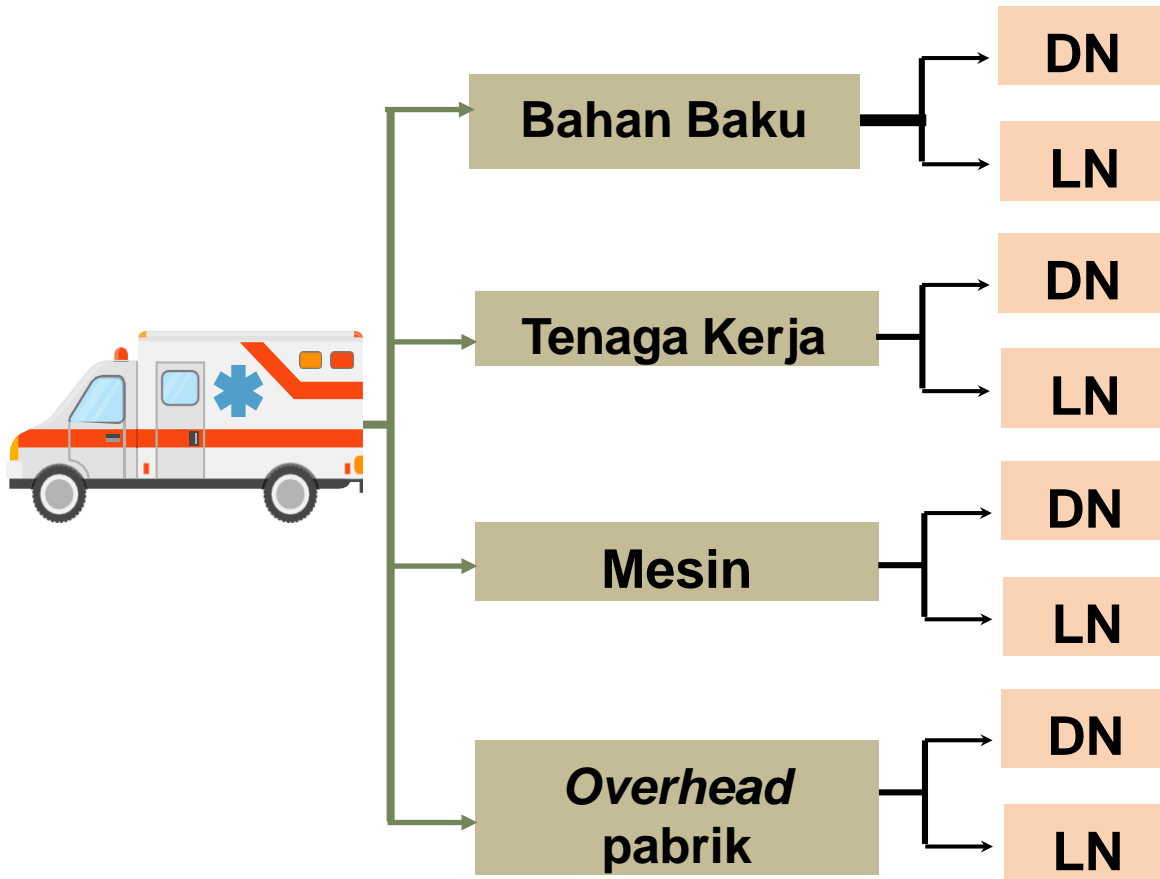 Bahan Baku
DN
LN
Tenaga Kerja
DN
LN
Mesin
DN
LN
Overhead
pabrik
DN
LN